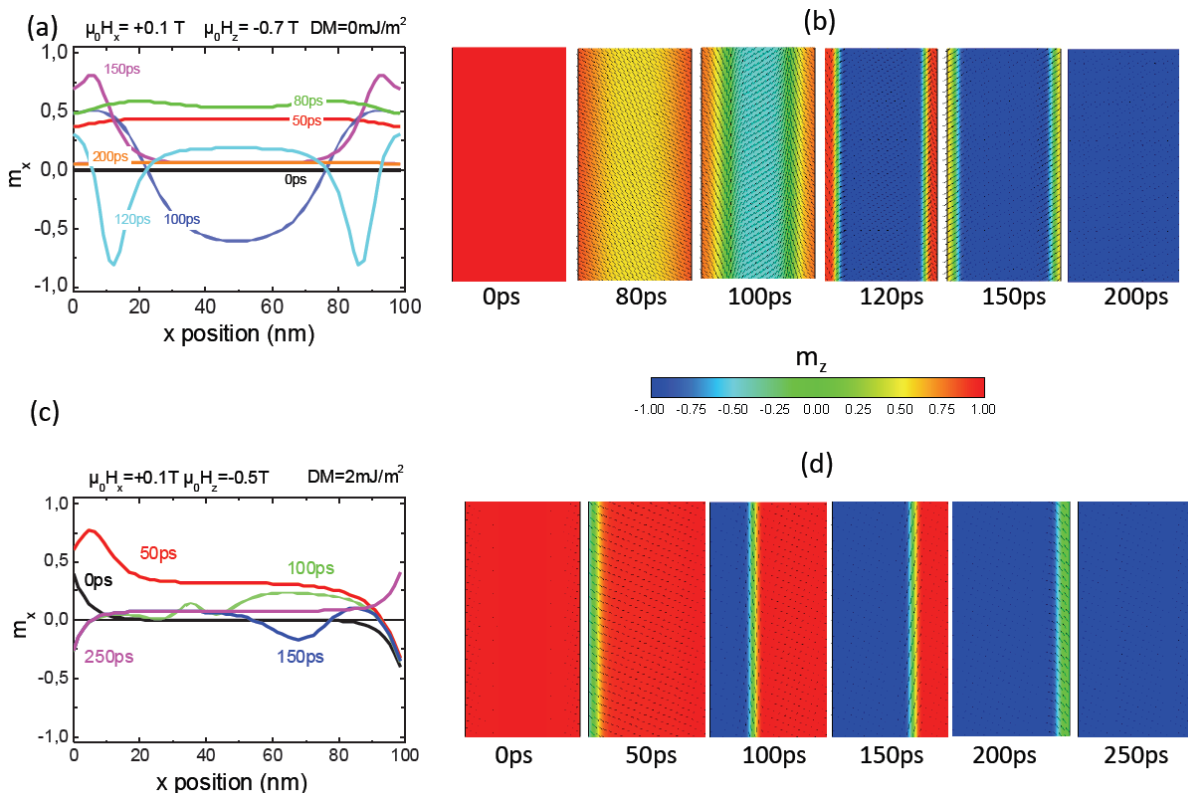 (a)
μ₀Hₓ= +0.1 T μ₀H_z= -0.7 T DM=0mJ/m²
1,0
0,5
0,0
-0,5
-1,0
mₓ
150ps
80ps
50ps
200ps
0ps
120ps
100ps
0 20 40 60 80 100
x position (nm)
(b)
0ps 80ps 100ps 120ps 150ps 200ps
m_z
-1.00 -0.75 -0.50 -0.25 0.00 0.25 0.50 0.75 1.00
(c)
μ₀Hₓ=+0.1T μ₀H_z=-0.5T DM=2mJ/m²
1,0
0,5
0,0
-0,5
-1,0
mₓ
50ps
0ps
100ps
250ps
150ps
0 20 40 60 80 100
x position (nm)
(d)
0ps 50ps 100ps 150ps 200ps 250ps